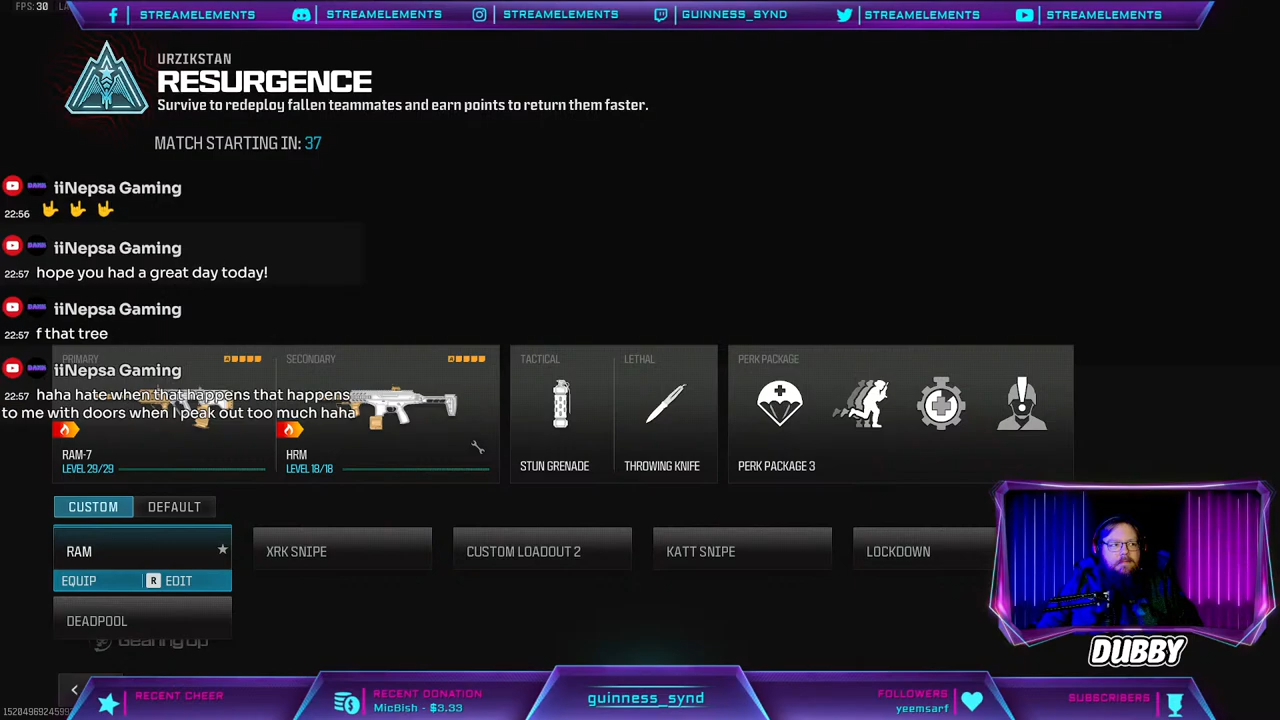 FPS: 30
STREAMELEMENTS
STREAMELEMENTS
STREAMELEMENTS
GUINNESS_SYND
STREAMELEMENTS
STREAMELEMENTS
URZIKSTAN
RESURGENCE
Survive to redeploy fallen teammates and earn points to return them faster.
MATCH STARTING IN: 37
iiNepsa Gaming
22:56 🤟 🤟 🤟
iiNepsa Gaming
22:57 hope you had a great day today!
iiNepsa Gaming
22:57 f that tree
iiNepsa Gaming
22:57 haha hate when that happens that happens
to me with doors when I peak out too much haha
PRIMARY
RAM-7
LEVEL 29/29
SECONDARY
HRM
LEVEL 18/18
TACTICAL
STUN GRENADE
LETHAL
THROWING KNIFE
PERK PACKAGE
PERK PACKAGE 3
CUSTOM
DEFAULT
RAM
EQUIP
R EDIT
XRK SNIPE
CUSTOM LOADOUT 2
KATT SNIPE
LOCKDOWN
DEADPOOL
Gearing Up
DUBBY
RECENT CHEER
RECENT DONATION
MicBish - $3.33
guinness_synd
FOLLOWERS
yeemsarf
SUBSCRIBERS